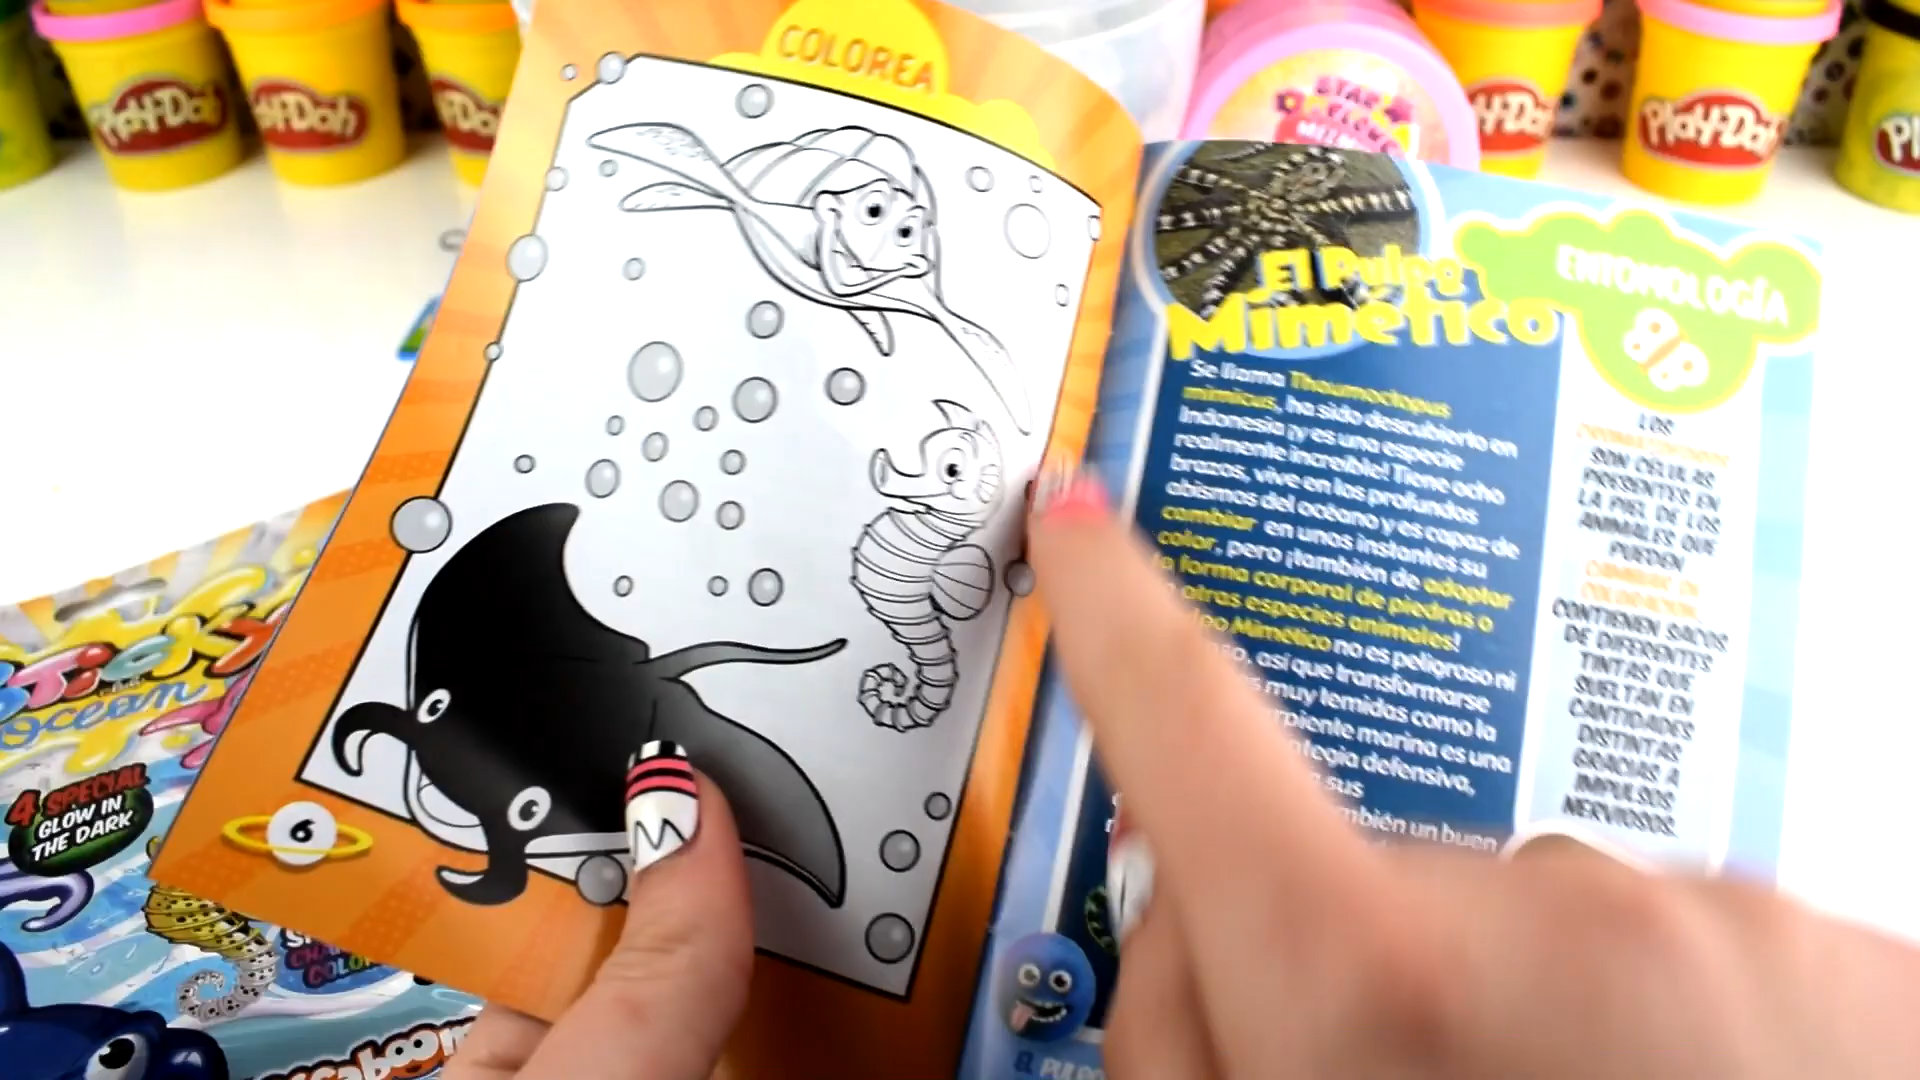 COLOREA
Play-Doh
Play-Doh
Play-Do
Play-Doh
Play-Doh
El Pulpo
Mimético
Se llama Thaumoctopus
mimicus, ha sido descubierto en
Indonesia ¡y es una especie
realmente increíble! Tiene ocho
brazos, vive en los profundos
abismos del océano y es capaz de
cambiar en unos instantes su
color, pero ¡también de adoptar
la forma corporal de piedras o
otras especies animales!
Mimético no es peligroso ni
así que transformarse
muy temidas como la
marina es una
defensiva,
sus
también un buen
ENTOMOLOGÍA
LOS
SON CÉLULAS
PRESENTES EN
LA PIEL DE LOS
ANIMALES QUE
PUEDEN
CONTIENEN SACOS
DE DIFERENTES
TINTAS QUE
SUELTAN EN
CANTIDADES
DISTINTAS
GRACIAS A
IMPULSOS
NERVIOSOS.
6
ocean
4 SPECIAL
GLOW IN
THE DARK
EL PULPO